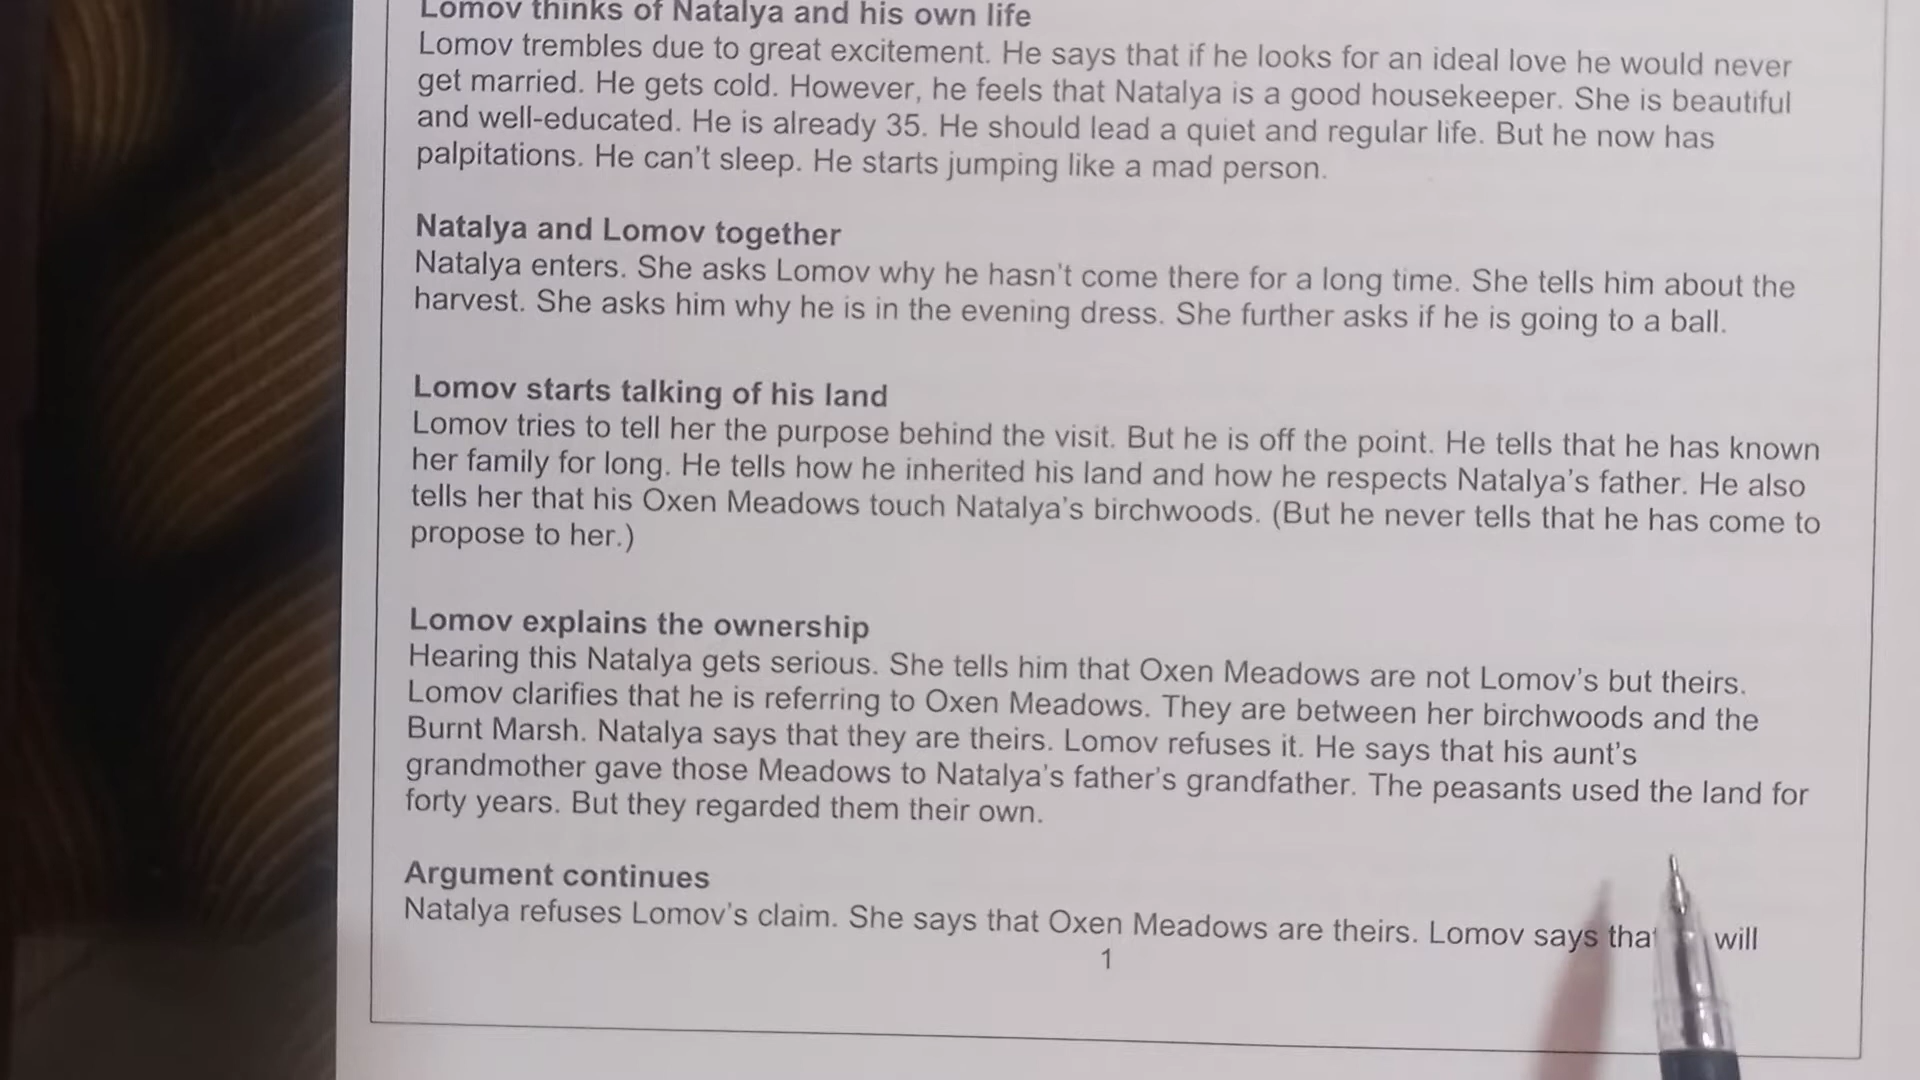 Lomov thinks of Natalya and his own life
Lomov trembles due to great excitement. He says that if he looks for an ideal love he would never
get married. He gets cold. However, he feels that Natalya is a good housekeeper. She is beautiful
and well-educated. He is already 35. He should lead a quiet and regular life. But he now has
palpitations. He can't sleep. He starts jumping like a mad person.
Natalya and Lomov together
Natalya enters. She asks Lomov why he hasn't come there for a long time. She tells him about the
harvest. She asks him why he is in the evening dress. She further asks if he is going to a ball.
Lomov starts talking of his land
Lomov tries to tell her the purpose behind the visit. But he is off the point. He tells that he has known
her family for long. He tells how he inherited his land and how he respects Natalya's father. He also
tells her that his Oxen Meadows touch Natalya's birchwoods. (But he never tells that he has come to
propose to her.)
Lomov explains the ownership
Hearing this Natalya gets serious. She tells him that Oxen Meadows are not Lomov's but theirs.
Lomov clarifies that he is referring to Oxen Meadows. They are between her birchwoods and the
Burnt Marsh. Natalya says that they are theirs. Lomov refuses it. He says that his aunt's
grandmother gave those Meadows to Natalya's father's grandfather. The peasants used the land for
forty years. But they regarded them their own.
Argument continues
Natalya refuses Lomov's claim. She says that Oxen Meadows are theirs. Lomov says that will
1